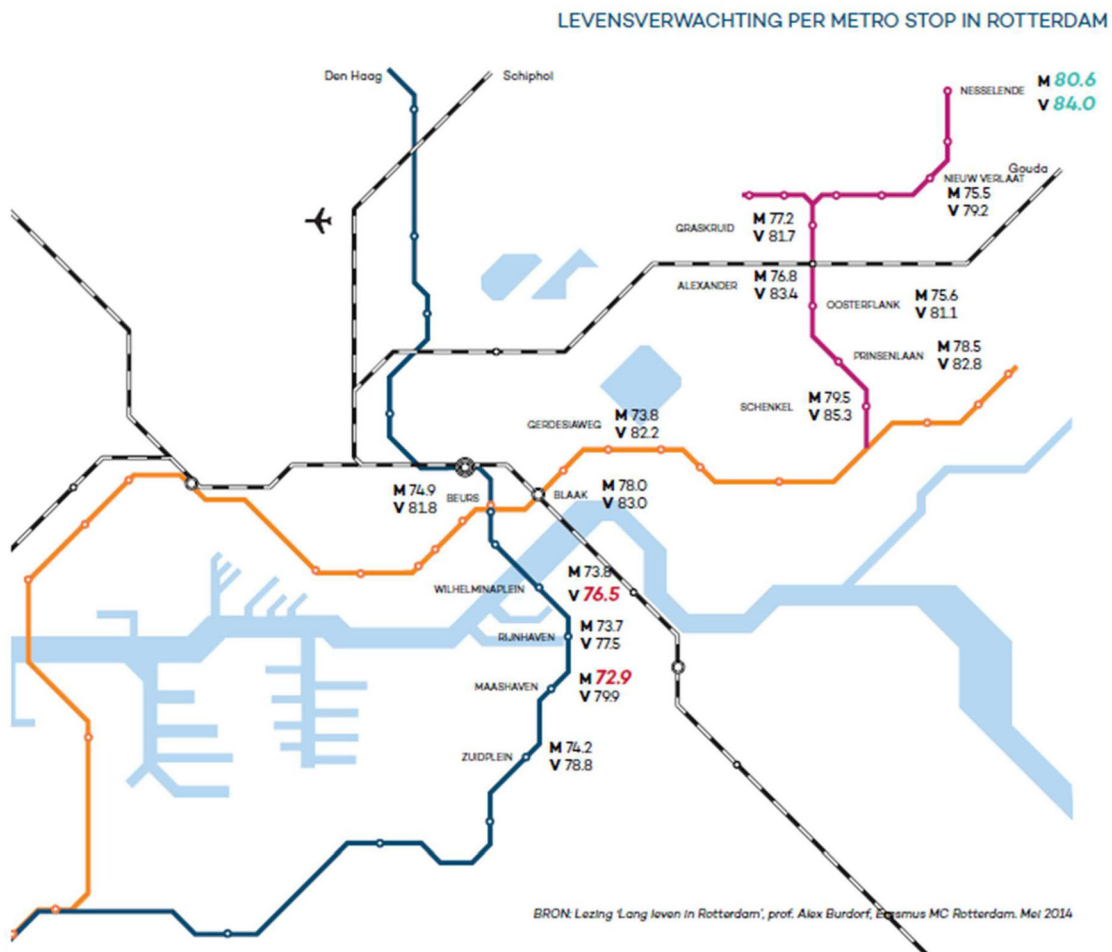 LEVENSVERWACHTING PER METRO STOP IN ROTTERDAM
Den Haag
Schiphol
NESSELENDE
M 80.6
V 84.0
Gouda
NIEUW VERLAAT
M 75.5
V 79.2
GRASKRUID
M 77.2
V 81.7
ALEXANDER
M 76.8
V 83.4
OOSTERFLANK
M 75.6
V 81.1
PRINSENLAAN
M 78.5
V 82.8
SCHENKEL
M 79.5
V 85.3
GERDESIAWEG
M 73.8
V 82.2
M 74.9
V 81.8
BEURS
BLAAK
M 78.0
V 83.0
WILHELMINAPLEIN
M 73.8
V 76.5
RIJNHAVEN
M 73.7
V 77.5
MAASHAVEN
M 72.9
V 79.9
ZUIDPLEIN
M 74.2
V 78.8
BRON: Lezing 'Lang leven in Rotterdam', prof. Alex Burdorf, Erasmus MC Rotterdam. Mei 2014